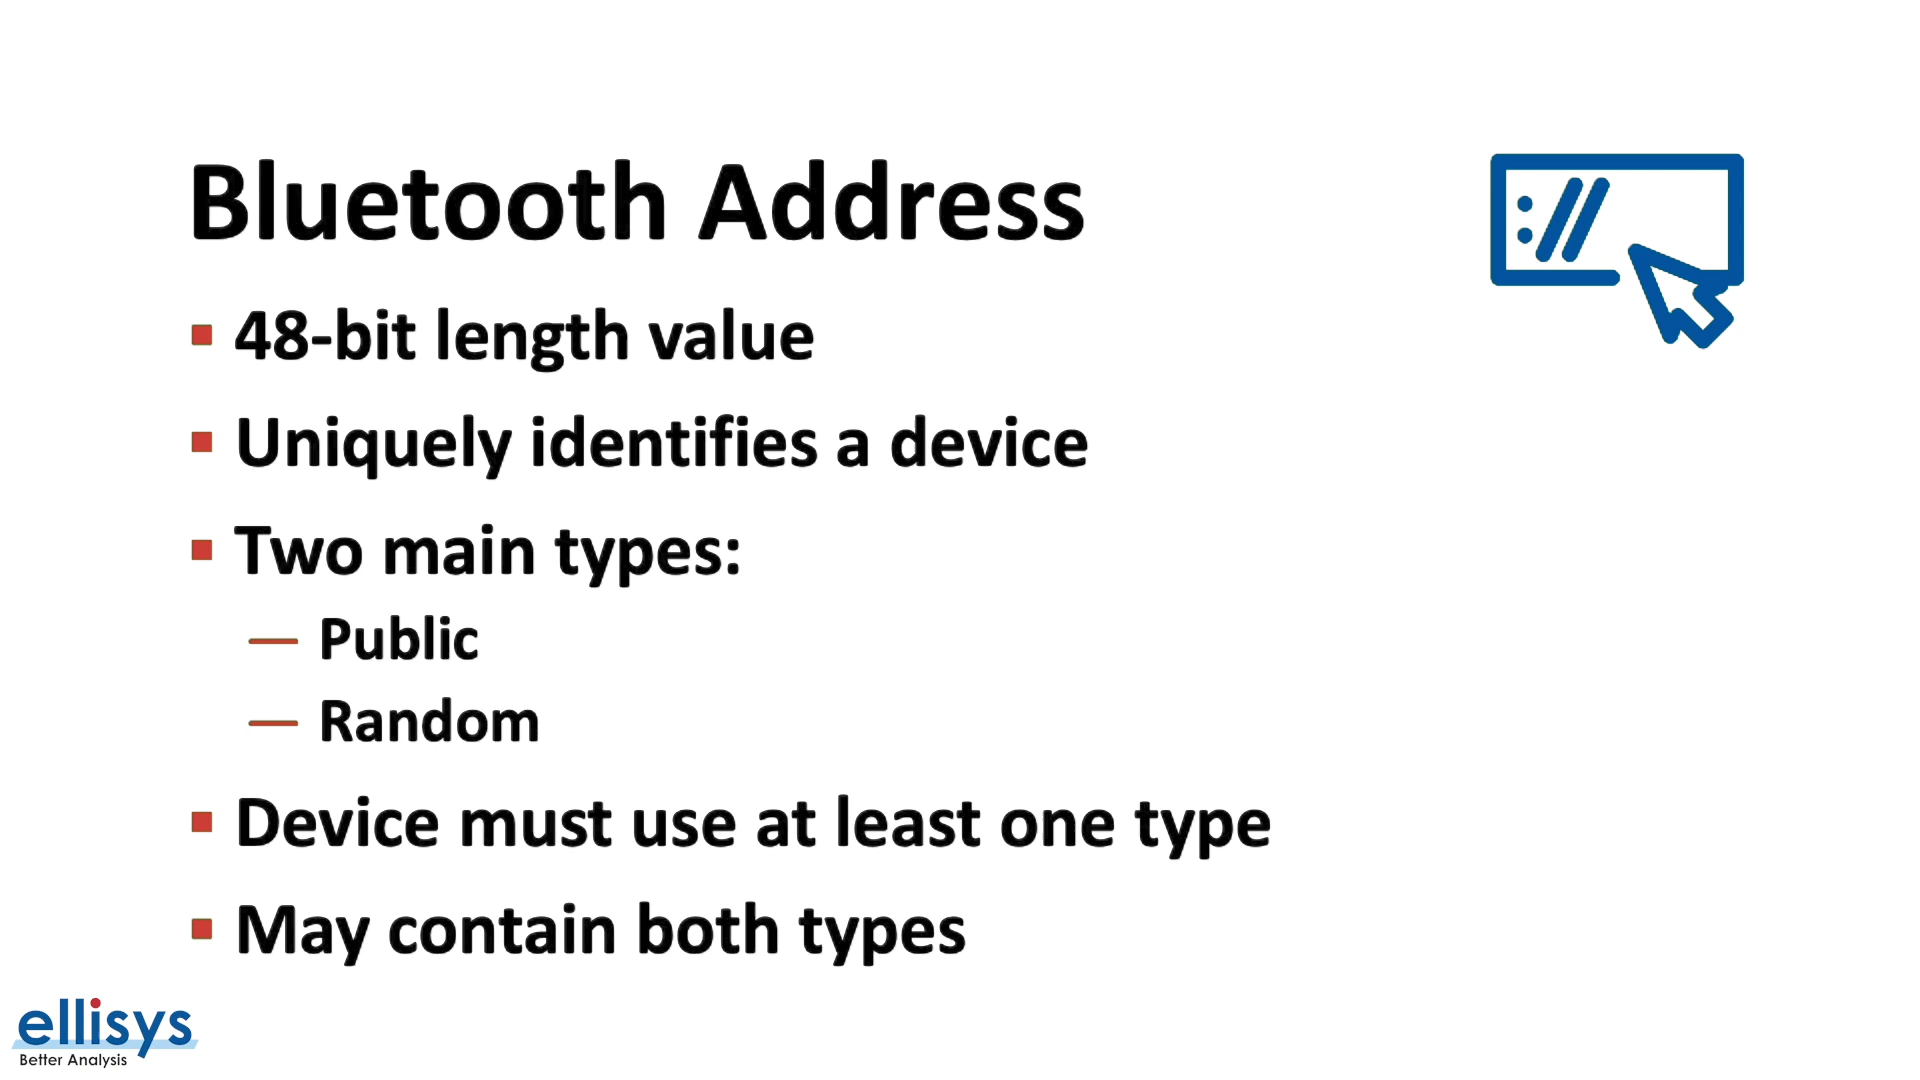 Bluetooth Address
://
▪ 48-bit length value
▪ Uniquely identifies a device
▪ Two main types:
— Public
— Random
▪ Device must use at least one type
▪ May contain both types
ellisys
Better Analysis